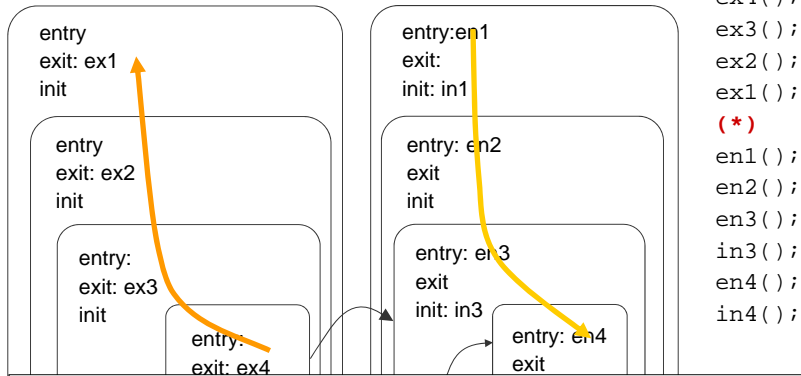 entry
exit: ex1
init
entry
exit: ex2
init
entry:
exit: ex3
init
entry:
exit: ex4
entry:en1
exit:
init: in1
entry: en2
exit
init
entry: en3
exit
init: in3
entry: en4
exit
ex4();
ex3();
ex2();
ex1();
(*)
en1();
en2();
en3();
in3();
en4();
in4();